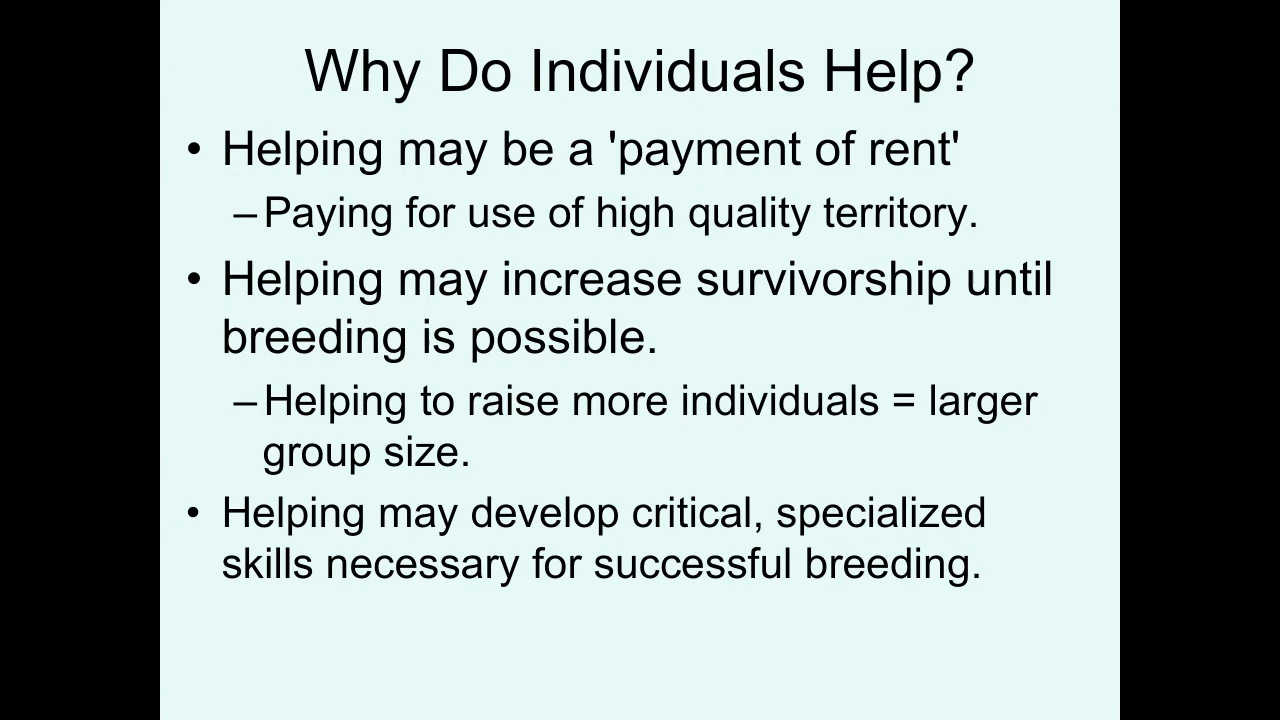 Why Do Individuals Help?
• Helping may be a 'payment of rent'
–Paying for use of high quality territory.
• Helping may increase survivorship until
breeding is possible.
–Helping to raise more individuals = larger
group size.
• Helping may develop critical, specialized
skills necessary for successful breeding.